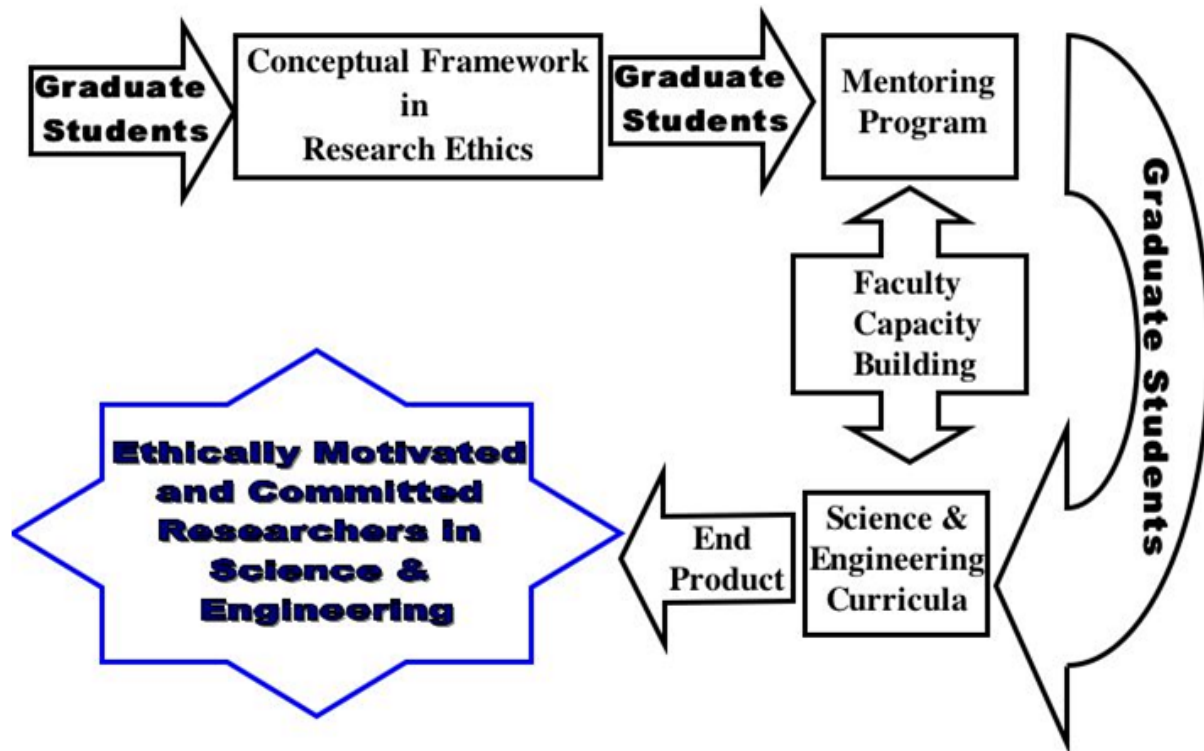 Graduate
Students
Conceptual Framework
in
Research Ethics
Graduate
Students
Mentoring
Program
Graduate Students
Faculty
Capacity
Building
Science &
Engineering
Curricula
End
Product
Ethically Motivated
and Committed
Researchers in
Science &
Engineering